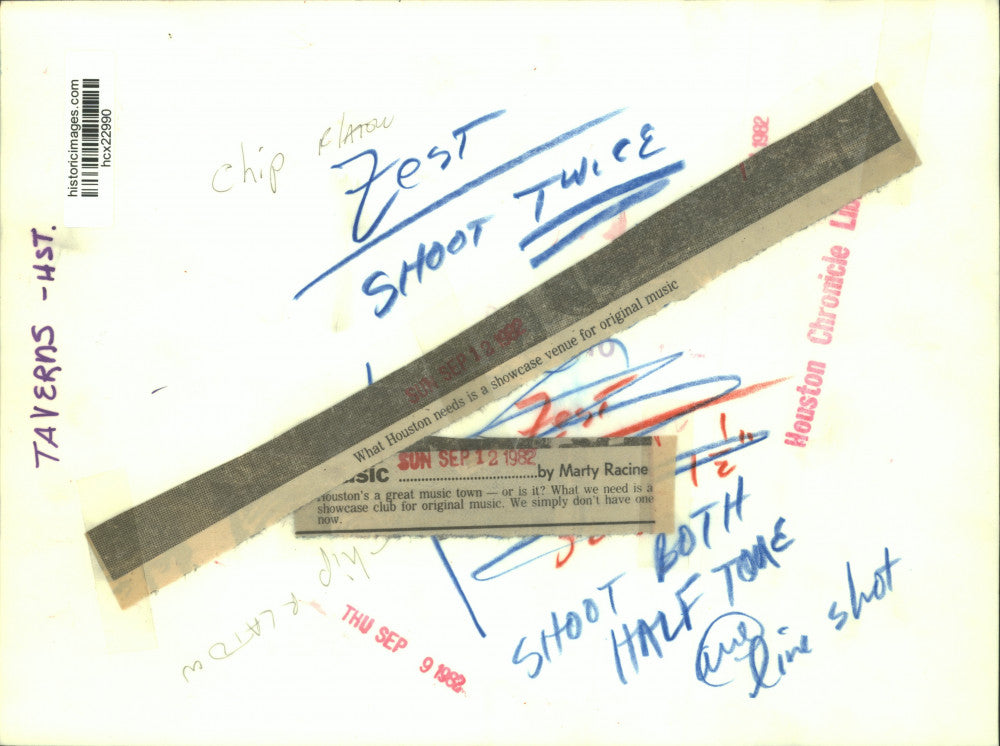 historicimages.com
hcx22990
TAVERNS - HST.
Chip
Zest
SHOOT TWICE
1982
Houston Chronicle
SUN SEP 12 1982
What Houston needs is a showcase venue for original music
Zest
1 1/2"
SUN SEP 12 1982
by Marty Racine
Houston's a great music town — or is it? What we need is a
showcase club for original music. We simply don't have one
now.
SHOOT BOTH
HALF TONE
line shot
THU SEP 9 1982